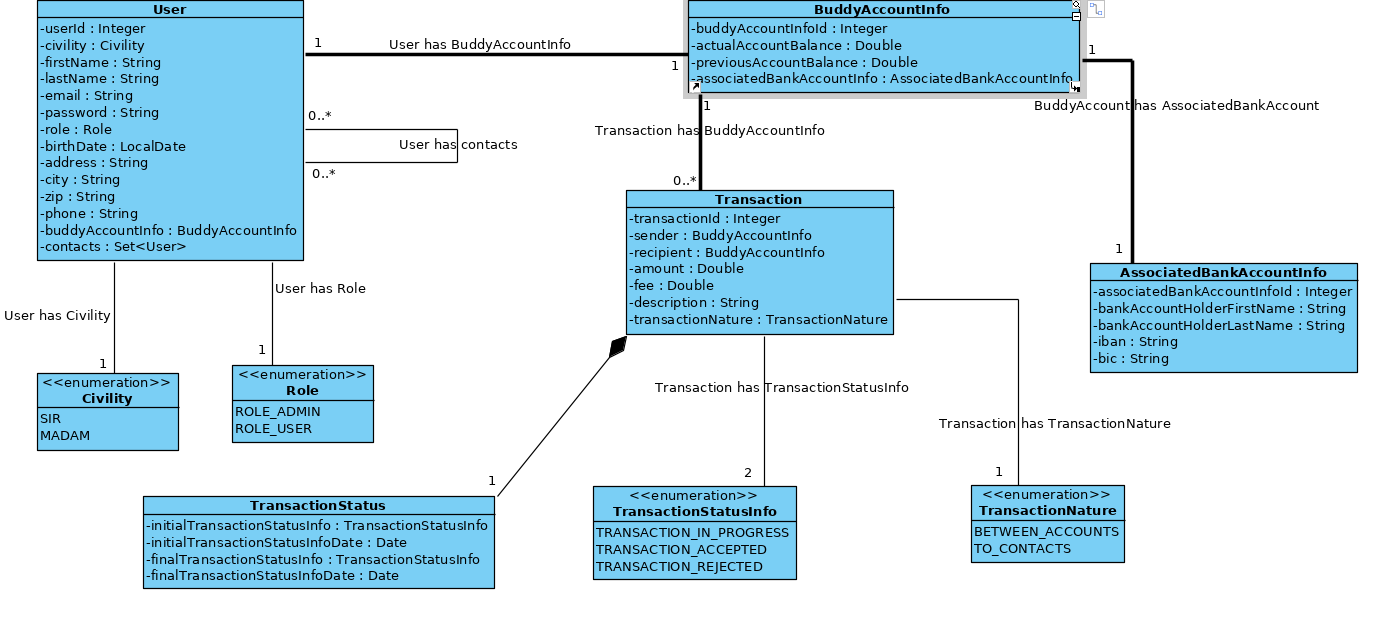 User
-userId : Integer
-civility : Civility
-firstName : String
-lastName : String
-email : String
-password : String
-role : Role
-birthDate : LocalDate
-address : String
-city : String
-zip : String
-phone : String
-buddyAccountInfo : BuddyAccountInfo
-contacts : Set<User>
1
User has BuddyAccountInfo
1
BuddyAccountInfo
-buddyAccountInfoId : Integer
-actualAccountBalance : Double
-previousAccountBalance : Double
-associatedBankAccountInfo : AssociatedBankAccountInfo
1
BuddyAccount has AssociatedBankAccount
1
0..*
User has contacts
0..*
1
Transaction has BuddyAccountInfo
0..*
Transaction
-transactionId : Integer
-sender : BuddyAccountInfo
-recipient : BuddyAccountInfo
-amount : Double
-fee : Double
-description : String
-transactionNature : TransactionNature
AssociatedBankAccountInfo
-associatedBankAccountInfoId : Integer
-bankAccountHolderFirstName : String
-bankAccountHolderLastName : String
-iban : String
-bic : String
User has Civility
1
User has Role
1
<<enumeration>>
Civility
SIR
MADAM
<<enumeration>>
Role
ROLE_ADMIN
ROLE_USER
Transaction has TransactionStatusInfo
2
Transaction has TransactionNature
1
1
TransactionStatus
-initialTransactionStatusInfo : TransactionStatusInfo
-initialTransactionStatusInfoDate : Date
-finalTransactionStatusInfo : TransactionStatusInfo
-finalTransactionStatusInfoDate : Date
<<enumeration>>
TransactionStatusInfo
TRANSACTION_IN_PROGRESS
TRANSACTION_ACCEPTED
TRANSACTION_REJECTED
<<enumeration>>
TransactionNature
BETWEEN_ACCOUNTS
TO_CONTACTS